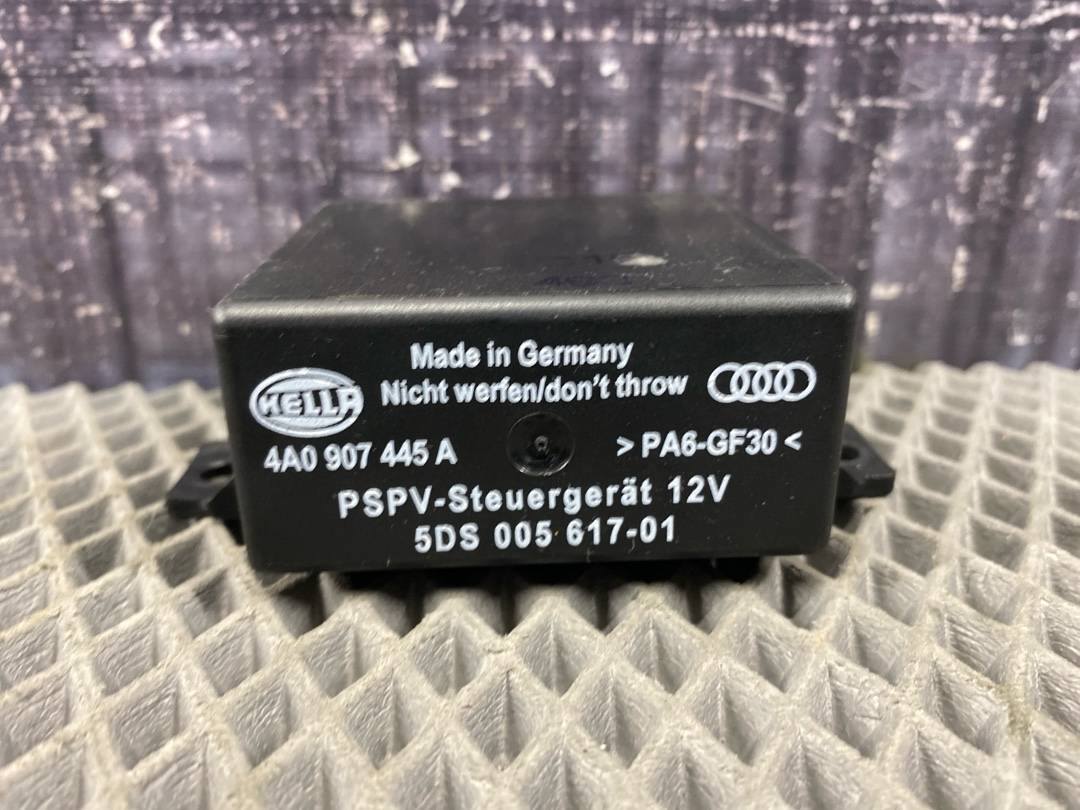 Made in Germany
HELLA Nicht werfen/don't throw
4A0 907 445 A >PA6-GF30<
PSPV-Steuergerät 12V
5DS 005 617-01